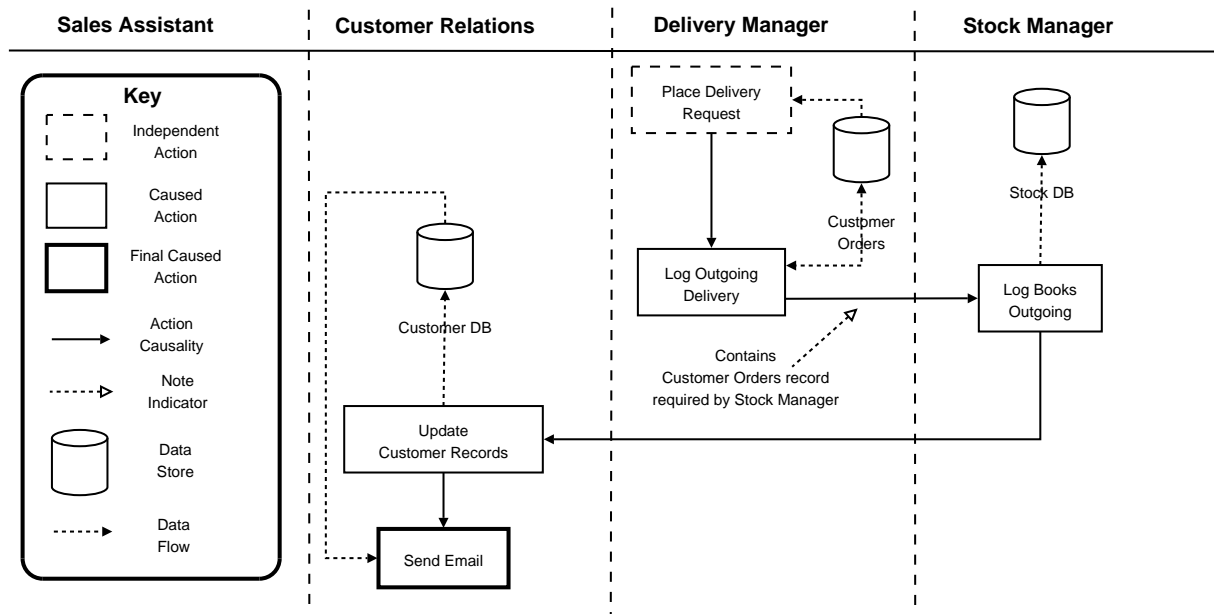 Sales Assistant
Customer Relations
Delivery Manager
Stock Manager
Key
Independent
Action
Caused
Action
Final Caused
Action
Action
Causality
Note
Indicator
Data
Store
Data
Flow
Customer DB
Update
Customer Records
Send Email
Place Delivery
Request
Customer
Orders
Log Outgoing
Delivery
Contains
Customer Orders record
required by Stock Manager
Stock DB
Log Books
Outgoing